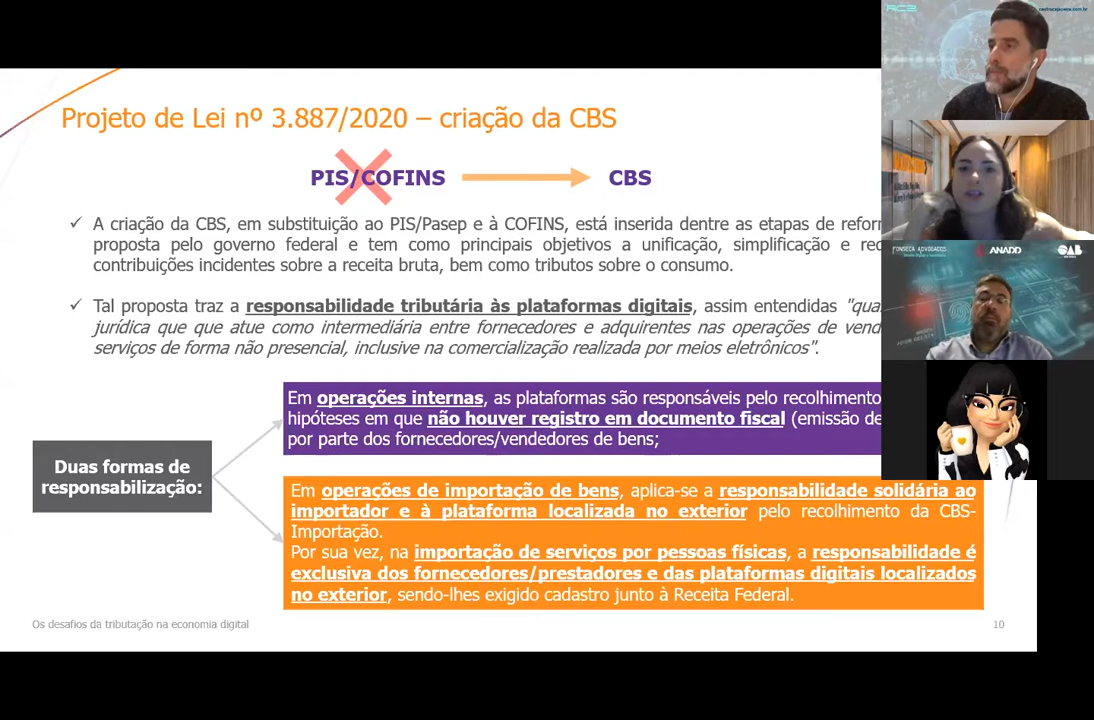 Projeto de Lei nº 3.887/2020 – criação da CBS
PIS/COFINS
CBS
A criação da CBS, em substituição ao PIS/Pasep e à COFINS, está inserida dentre as etapas de
proposta pelo governo federal e tem como principais objetivos a unificação, simplificação e
contribuições incidentes sobre a receita bruta, bem como tributos sobre o consumo.
Tal proposta traz a responsabilidade tributária às plataformas digitais, assim entendidas
jurídica que que atue como intermediária entre fornecedores e adquirentes nas operações de
serviços de forma não presencial, inclusive na comercialização realizada por meios eletrônicos".
Duas formas de
responsabilização:
Em operações internas, as plataformas são responsáveis pelo recolhimento
hipóteses em que não houver registro em documento fiscal (emissão de
por parte dos fornecedores/vendedores de bens;
Em operações de importação de bens, aplica-se a responsabilidade solidária ao
importador e à plataforma localizada no exterior pelo recolhimento da CBS-
Importação.
Por sua vez, na importação de serviços por pessoas físicas, a responsabilidade é
exclusiva dos fornecedores/prestadores e das plataformas digitais localizados
no exterior, sendo-lhes exigido cadastro junto à Receita Federal.
Os desafios da tributação na economia digital
10
FONSECA ADVOGADOS
ANADD
OAB